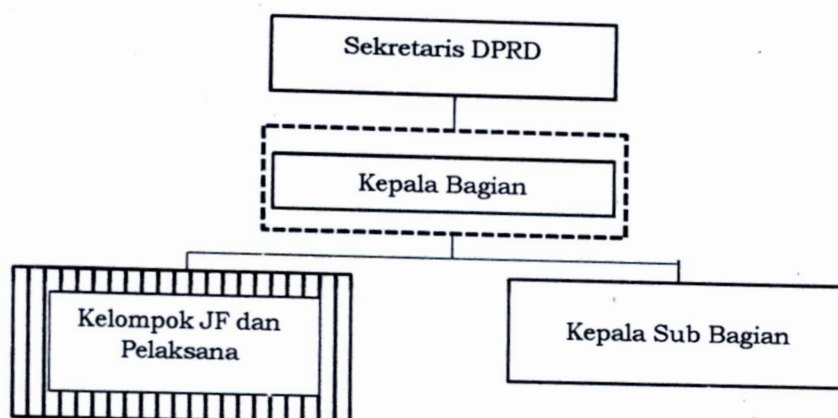 Sekretaris DPRD
Kepala Bagian
Kelompok JF dan
Pelaksana
Kepala Sub Bagian